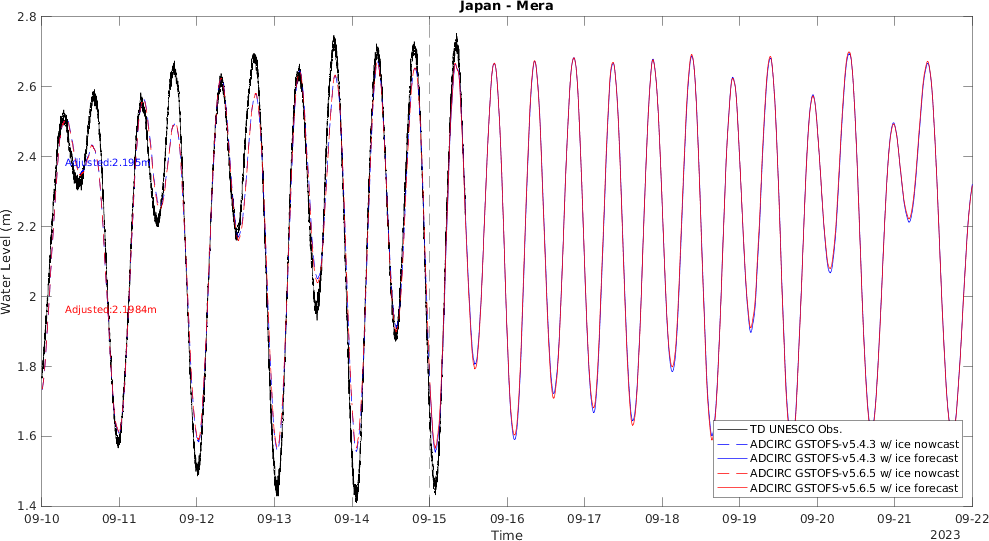 Japan - Mera
2.8
2.6
2.4
2.2
2
1.8
1.6
1.4
Water Level (m)
Adjusted:2.195m
Adjusted:2.1984m
TD UNESCO Obs.
ADCIRC GSTOFS-v5.4.3 w/ ice nowcast
ADCIRC GSTOFS-v5.4.3 w/ ice forecast
ADCIRC GSTOFS-v5.6.5 w/ ice nowcast
ADCIRC GSTOFS-v5.6.5 w/ ice forecast
09-10 09-11 09-12 09-13 09-14 09-15 09-16 09-17 09-18 09-19 09-20 09-21 09-22
Time
2023